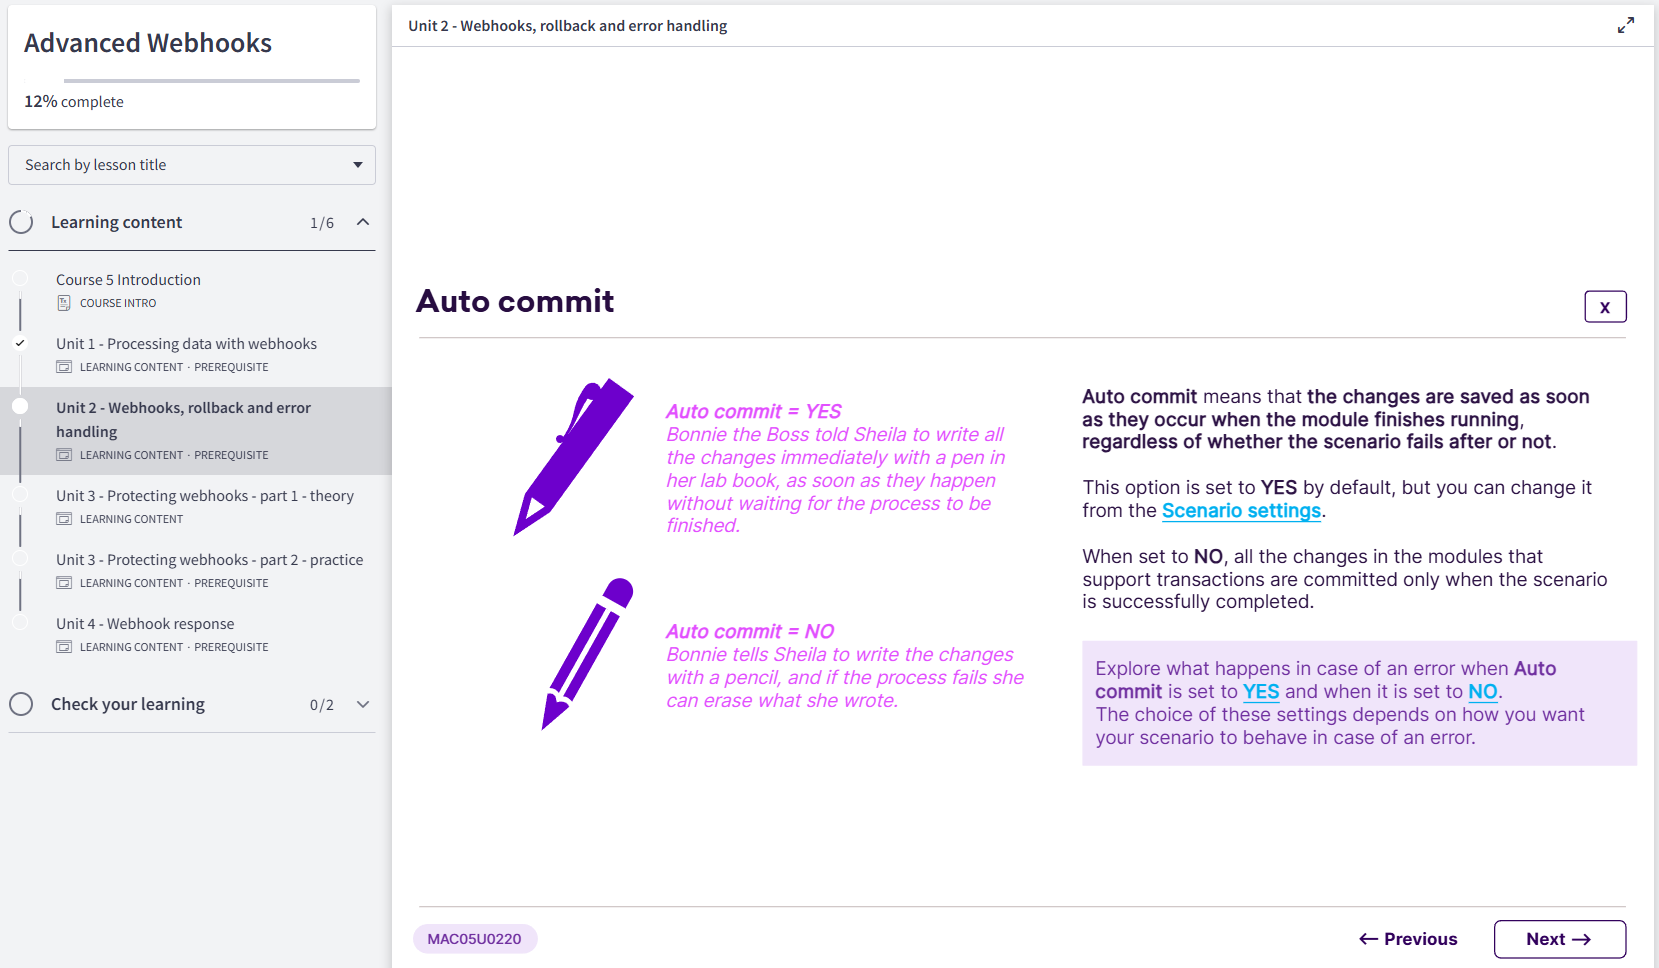 Advanced Webhooks
12% complete
Search by lesson title
Learning content 1/6
Course 5 Introduction
COURSE INTRO
Unit 1 - Processing data with webhooks
LEARNING CONTENT · PREREQUISITE
Unit 2 - Webhooks, rollback and error
handling
LEARNING CONTENT · PREREQUISITE
Unit 3 - Protecting webhooks - part 1 - theory
LEARNING CONTENT
Unit 3 - Protecting webhooks - part 2 - practice
LEARNING CONTENT · PREREQUISITE
Unit 4 - Webhook response
LEARNING CONTENT · PREREQUISITE
Check your learning 0/2
Unit 2 - Webhooks, rollback and error handling
Auto commit
X
Auto commit = YES
Bonnie the Boss told Sheila to write all
the changes immediately with a pen in
her lab book, as soon as they happen
without waiting for the process to be
finished.
Auto commit = NO
Bonnie tells Sheila to write the changes
with a pencil, and if the process fails she
can erase what she wrote.
Auto commit means that the changes are saved as soon
as they occur when the module finishes running,
regardless of whether the scenario fails after or not.
This option is set to YES by default, but you can change it
from the Scenario settings.
When set to NO, all the changes in the modules that
support transactions are committed only when the scenario
is successfully completed.
Explore what happens in case of an error when Auto
commit is set to YES and when it is set to NO.
The choice of these settings depends on how you want
your scenario to behave in case of an error.
MAC05U0220
← Previous
Next →